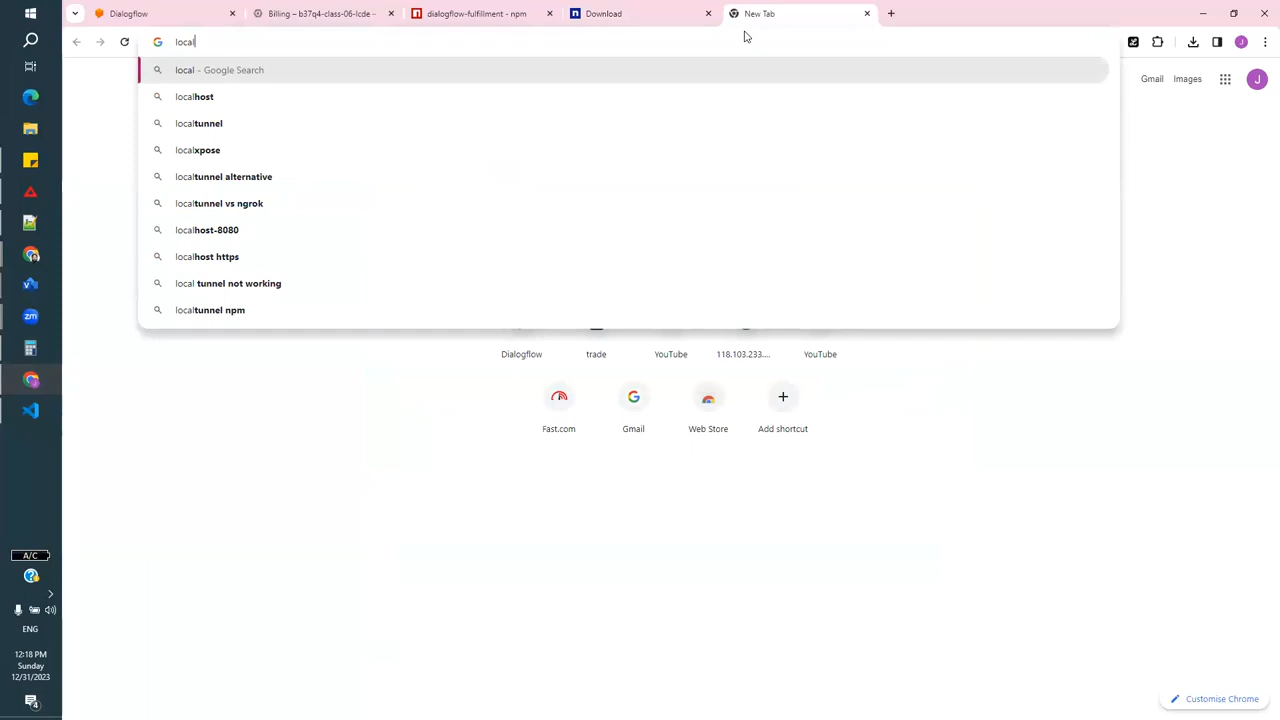 Dialogflow
Billing – b37q4-class-06-lcde –
dialogflow-fulfillment - npm
Download
New Tab
local
local - Google Search
localhost
localtunnel
localxpose
localtunnel alternative
localtunnel vs ngrok
localhost-8080
localhost https
local tunnel not working
localtunnel npm
Gmail
Images
J
J
Dialogflow
trade
YouTube
118.103.233....
YouTube
Fast.com
Gmail
Web Store
Add shortcut
zm
A/C
ENG
12:18 PM
Sunday
12/31/2023
4
Customise Chrome